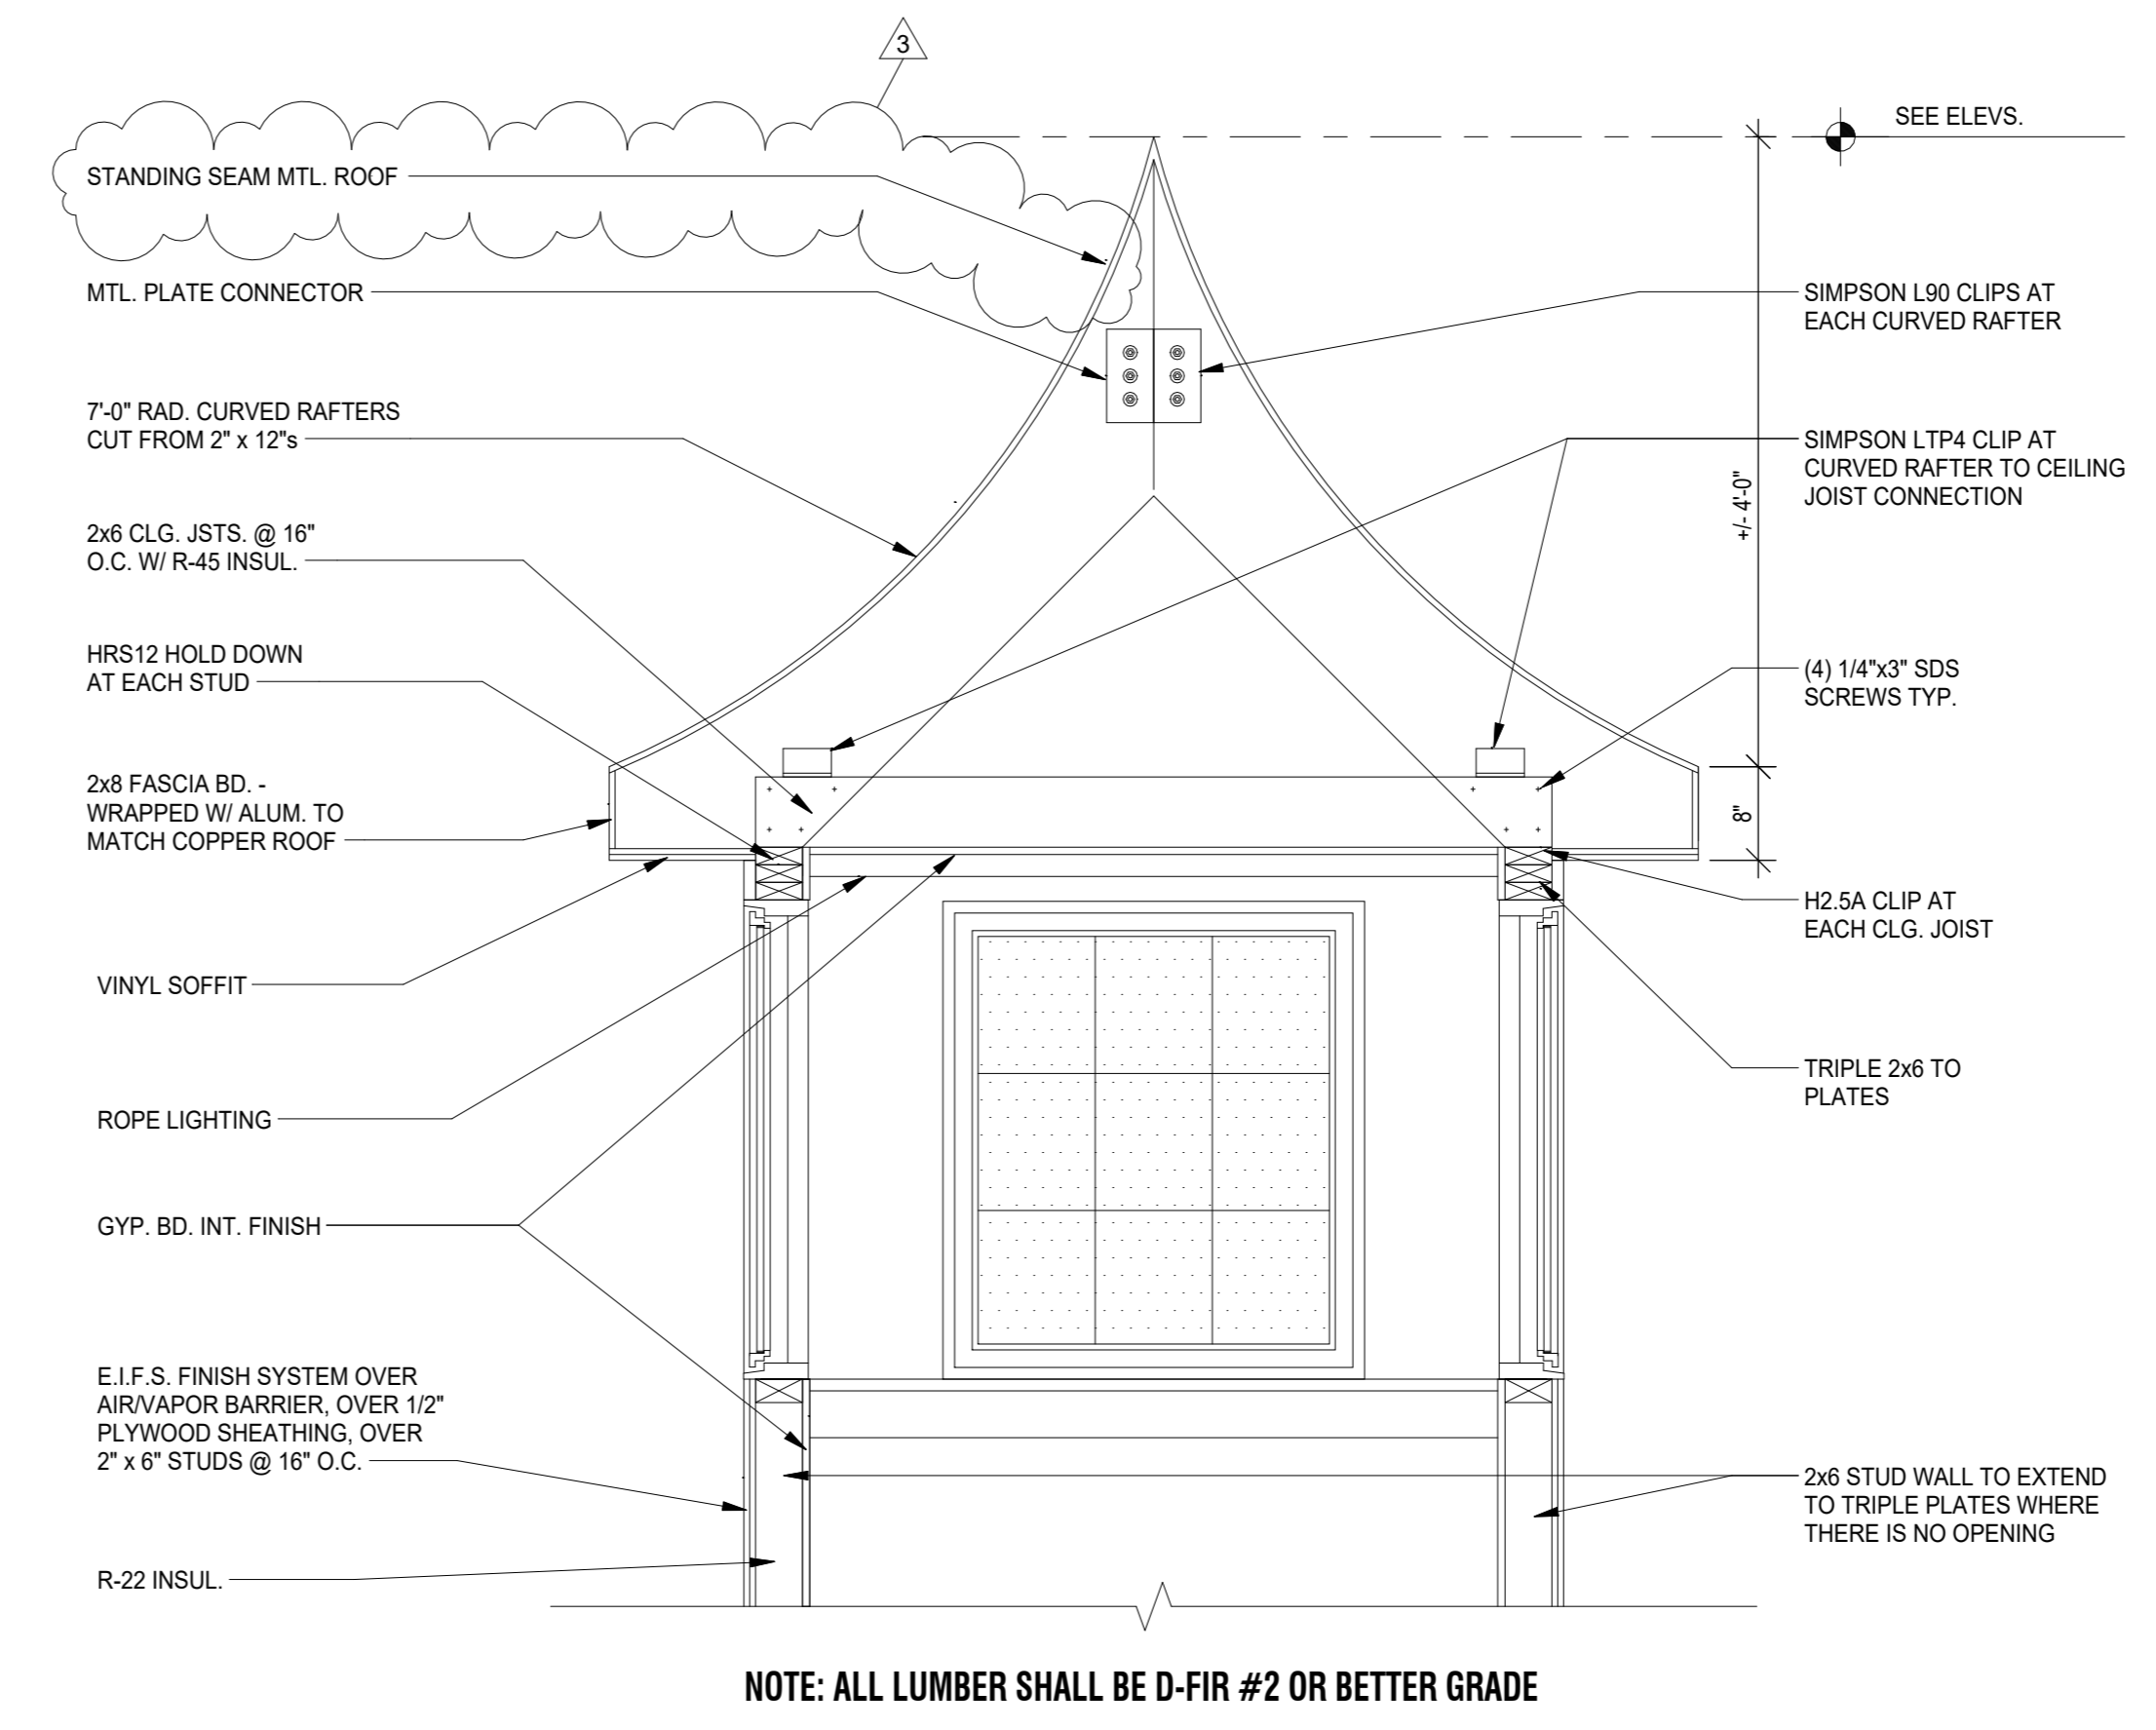 3
SEE ELEVS.
STANDING SEAM MTL. ROOF
MTL. PLATE CONNECTOR
7'-0" RAD. CURVED RAFTERS
CUT FROM 2" x 12"s
2x6 CLG. JSTS. @ 16"
O.C. W/ R-45 INSUL.
HRS12 HOLD DOWN
AT EACH STUD
2x8 FASCIA BD. -
WRAPPED W/ ALUM. TO
MATCH COPPER ROOF
VINYL SOFFIT
ROPE LIGHTING
GYP. BD. INT. FINISH
E.I.F.S. FINISH SYSTEM OVER
AIR/VAPOR BARRIER, OVER 1/2"
PLYWOOD SHEATHING, OVER
2" x 6" STUDS @ 16" O.C.
R-22 INSUL.
SIMPSON L90 CLIPS AT
EACH CURVED RAFTER
SIMPSON LTP4 CLIP AT
CURVED RAFTER TO CEILING
JOIST CONNECTION
+/- 4'-0"
(4) 1/4"x3" SDS
SCREWS TYP.
8"
H2.5A CLIP AT
EACH CLG. JOIST
TRIPLE 2x6 TO
PLATES
2x6 STUD WALL TO EXTEND
TO TRIPLE PLATES WHERE
THERE IS NO OPENING
NOTE: ALL LUMBER SHALL BE D-FIR #2 OR BETTER GRADE